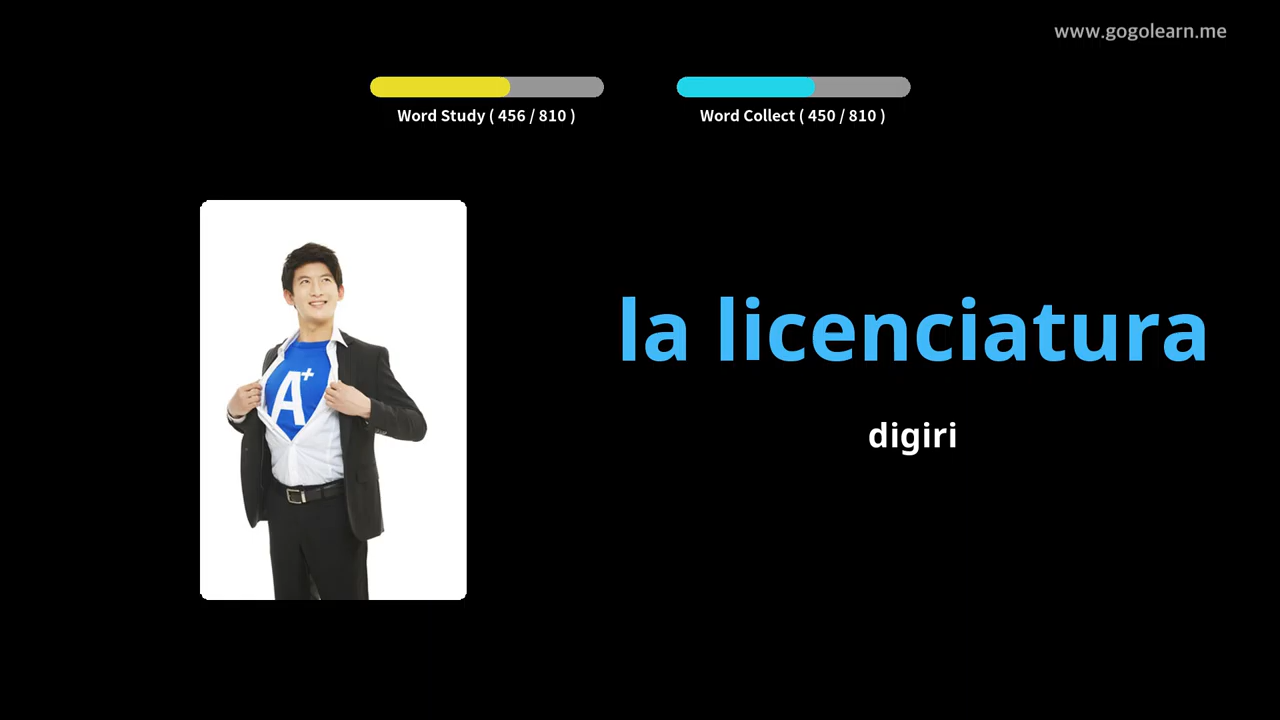 www.gogolearn.me
Word Study ( 456 / 810 )
Word Collect ( 450 / 810 )
A+
la licenciatura
digiri